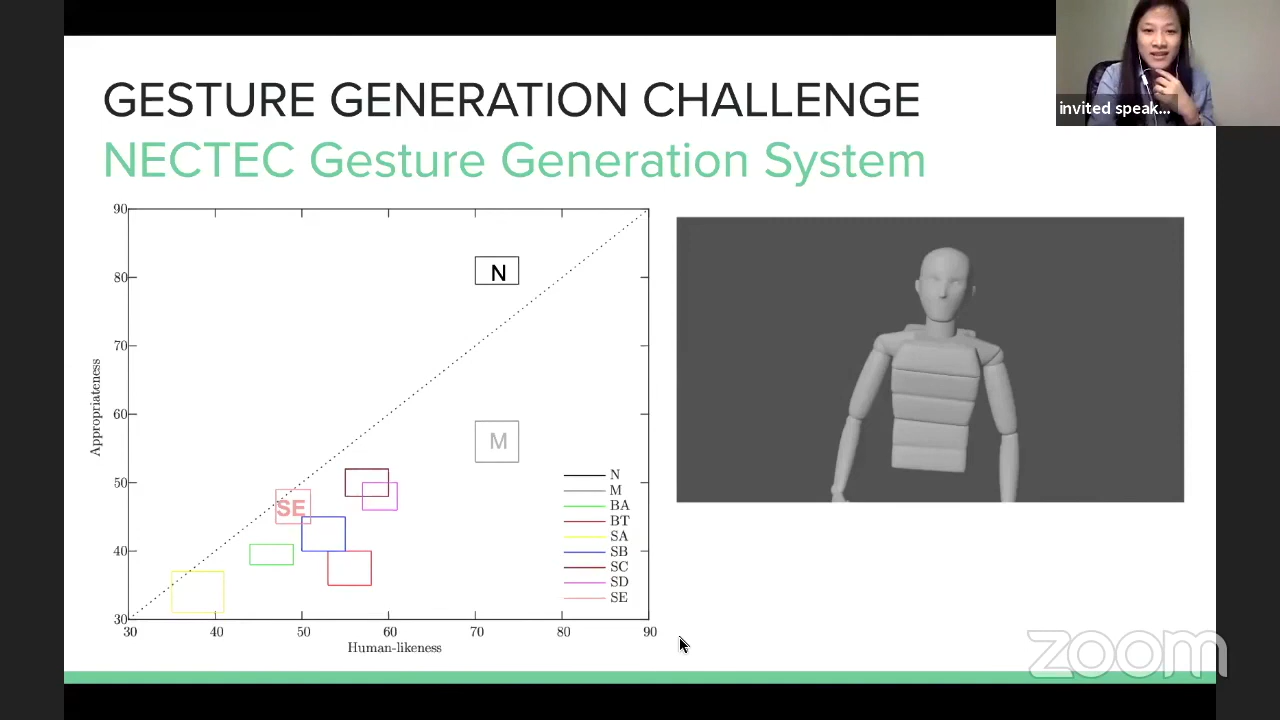 GESTURE GENERATION CHALLENGE
invited speak...
NECTEC Gesture Generation System
90
80
70
60
50
40
30
Appropriateness
N
M
SE
N
M
BA
BT
SA
SB
SC
SD
SE
30 40 50 60 70 80 90
Human-likeness
zoom